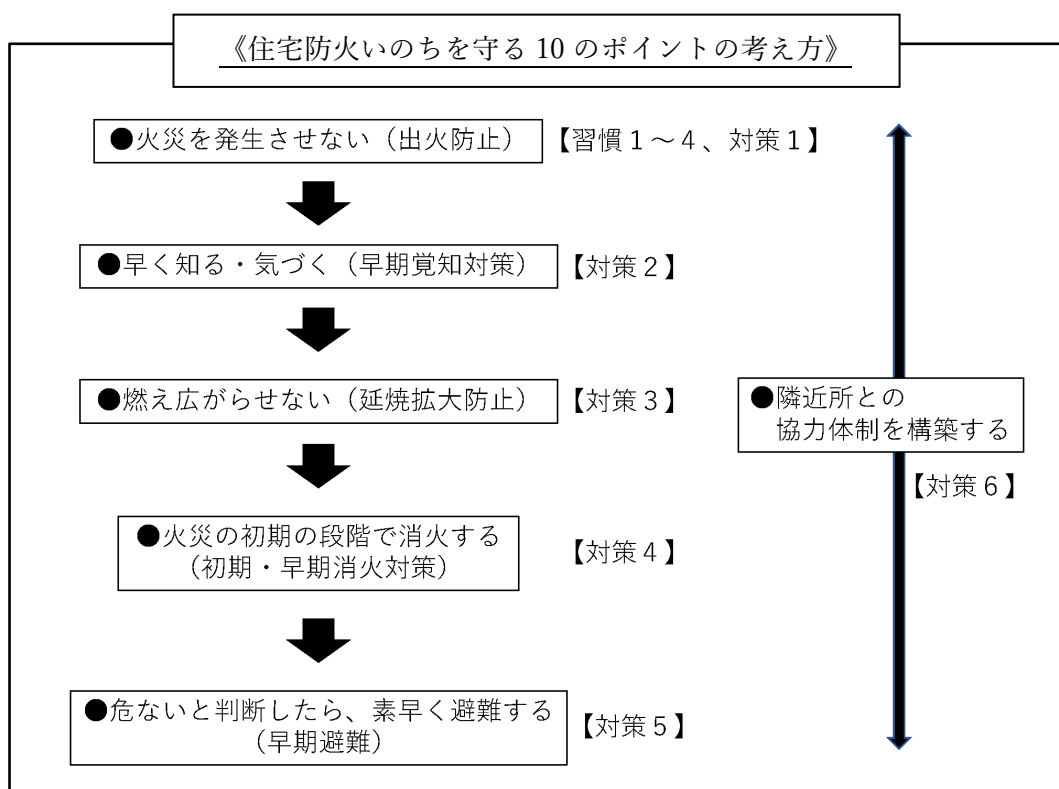 《住宅防火いのちを守る 10 のポイントの考え方》
●火災を発生させない（出火防止）
【習慣１～４、対策１】
●早く知る・気づく（早期覚知対策）
【対策２】
●燃え広がらせない（延焼拡大防止）
【対策３】
●隣近所との
協力体制を構築する
【対策６】
●火災の初期の段階で消火する
（初期・早期消火対策）
【対策４】
●危ないと判断したら、素早く避難する
（早期避難）
【対策５】